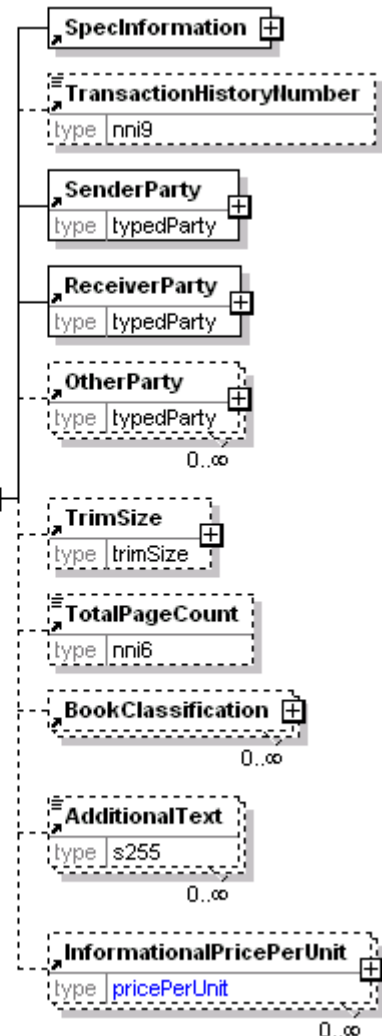 SpecInformation
TransactionHistoryNumber
type nni9
SenderParty
type typedParty
ReceiverParty
type typedParty
OtherParty
type typedParty
0..∞
TrimSize
type trimSize
TotalPageCount
type nni6
BookClassification
0..∞
AdditionalText
type s255
0..∞
InformationalPricePerUnit
type pricePerUnit
0..∞